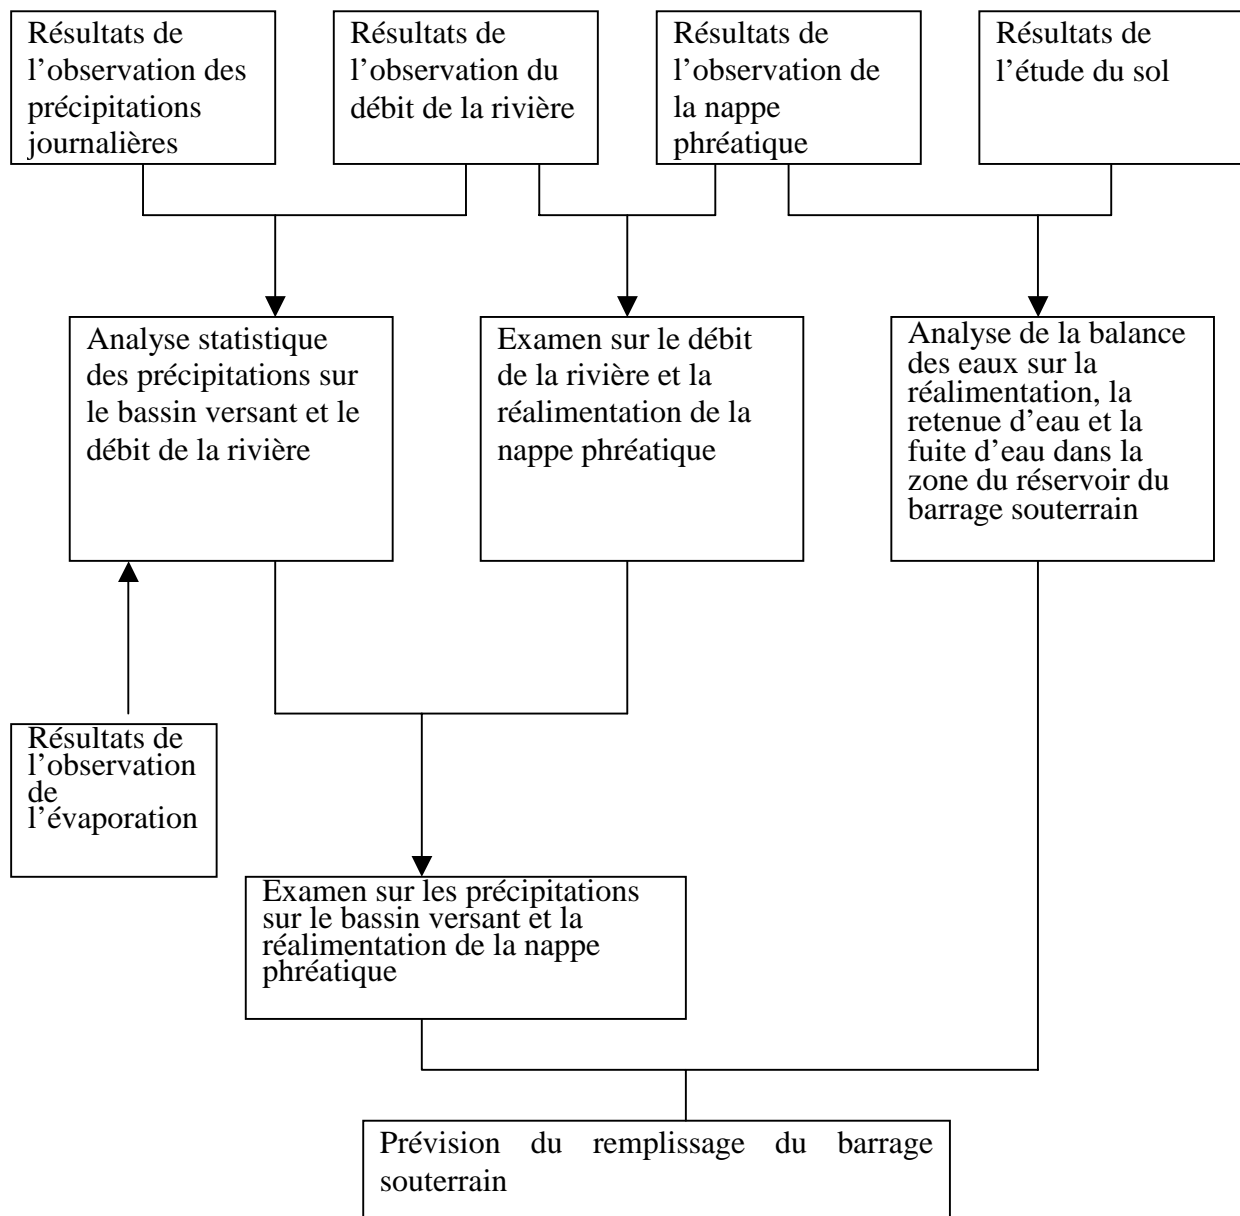 Résultats de
l’observation des
précipitations
journalières
Résultats de
l’observation du
débit de la rivière
Résultats de
l’observation de
la nappe
phréatique
Résultats de
l’étude du sol
Analyse statistique
des précipitations sur
le bassin versant et le
débit de la rivière
Examen sur le débit
de la rivière et la
réalimentation de la
nappe phréatique
Analyse de la balance
des eaux sur la
réalimentation, la
retenue d’eau et la
fuite d’eau dans la
zone du réservoir du
barrage souterrain
Résultats de
l’observation
de
l’évaporation
Examen sur les précipitations
sur le bassin versant et la
réalimentation de la nappe
phréatique
Prévision du remplissage du barrage
souterrain